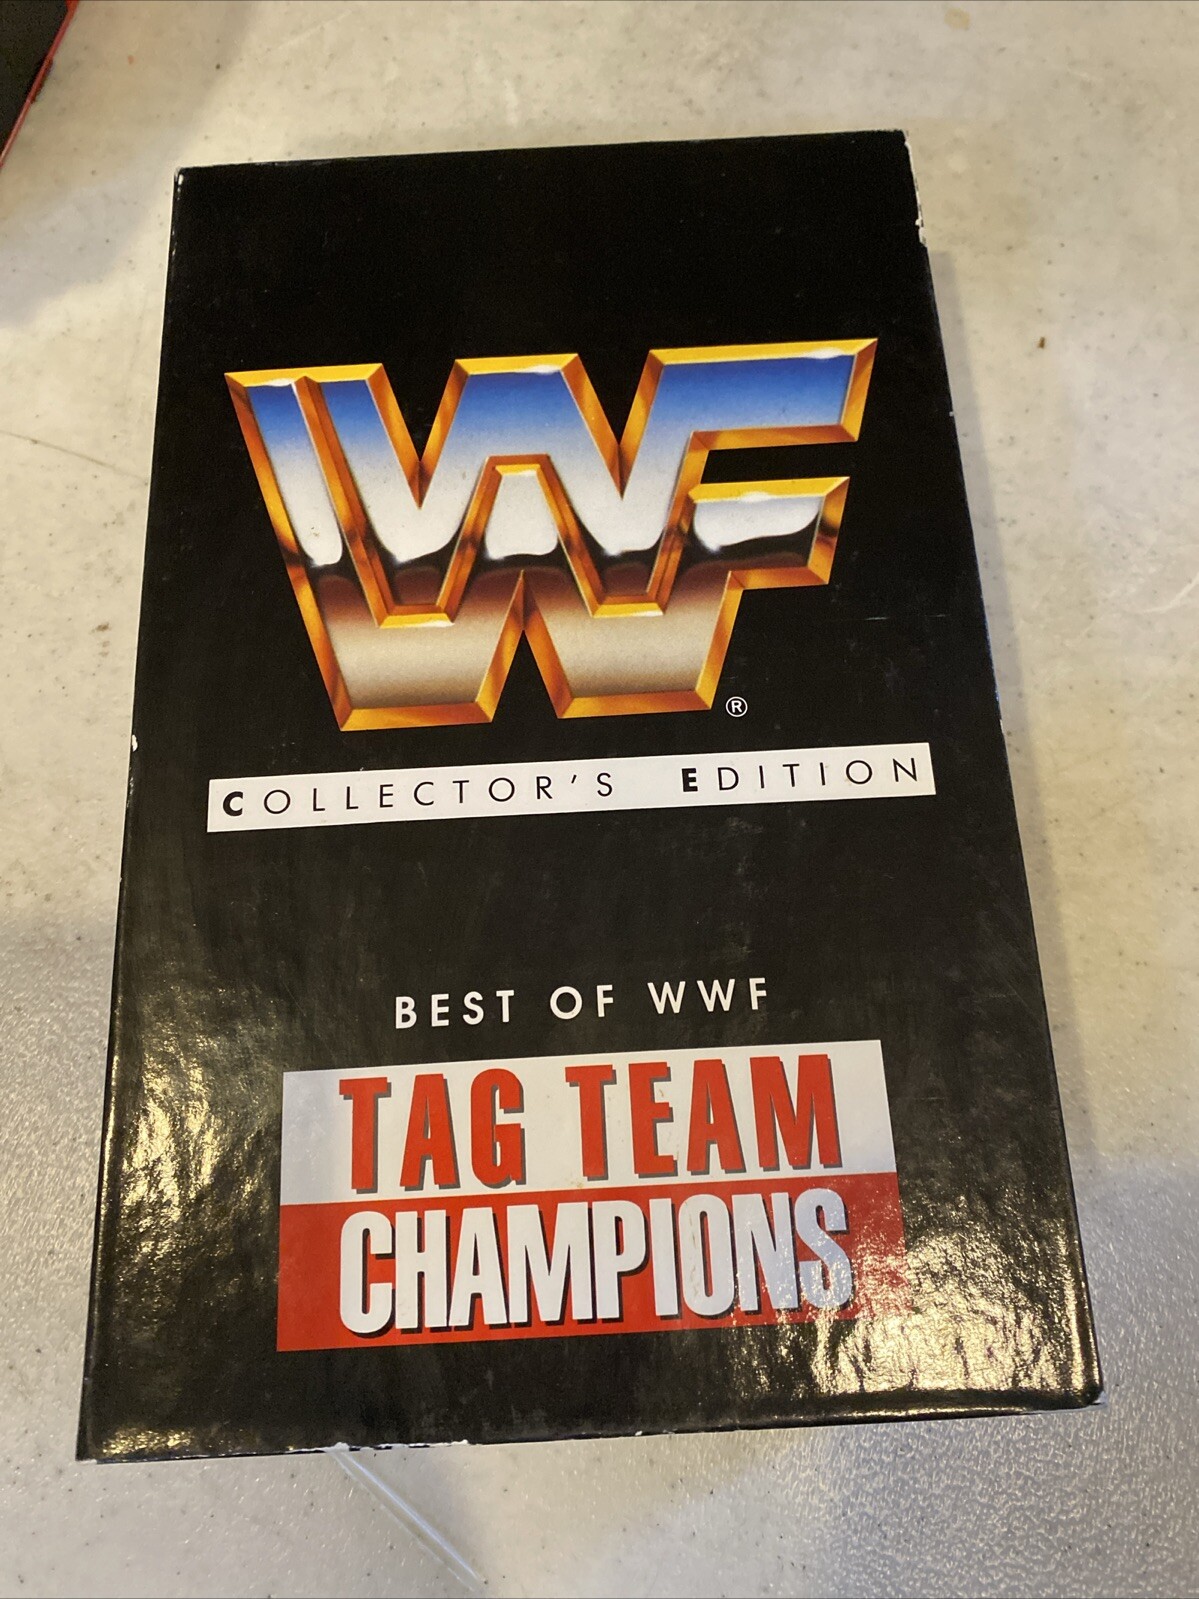 WWF
®
COLLECTOR'S EDITION
BEST OF WWF
TAG TEAM
CHAMPIONS